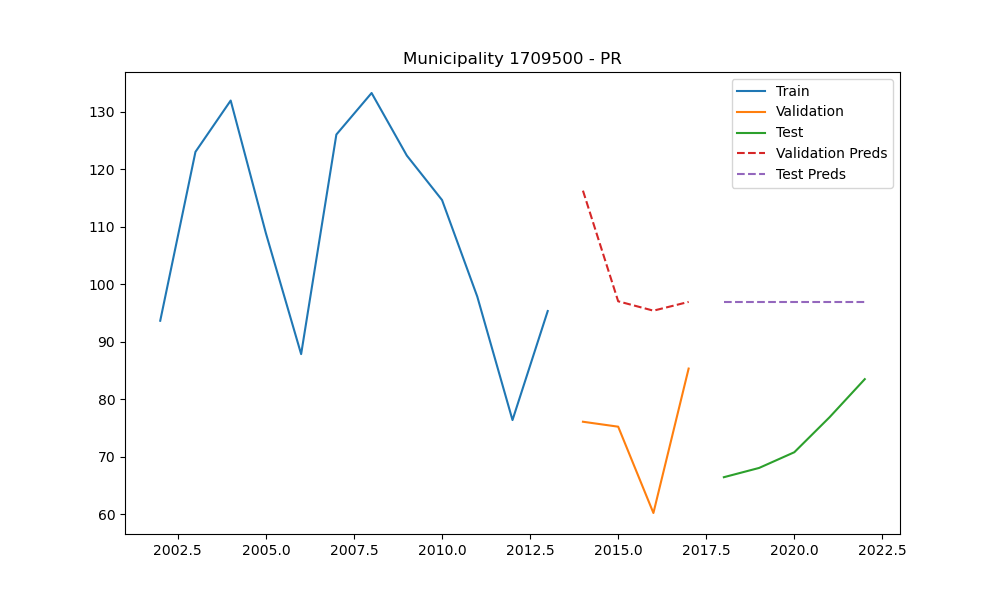 Municipality 1709500 - PR
Train
Validation
Test
Validation Preds
Test Preds
130
120
110
100
90
80
70
60
2002.5 2005.0 2007.5 2010.0 2012.5 2015.0 2017.5 2020.0 2022.5